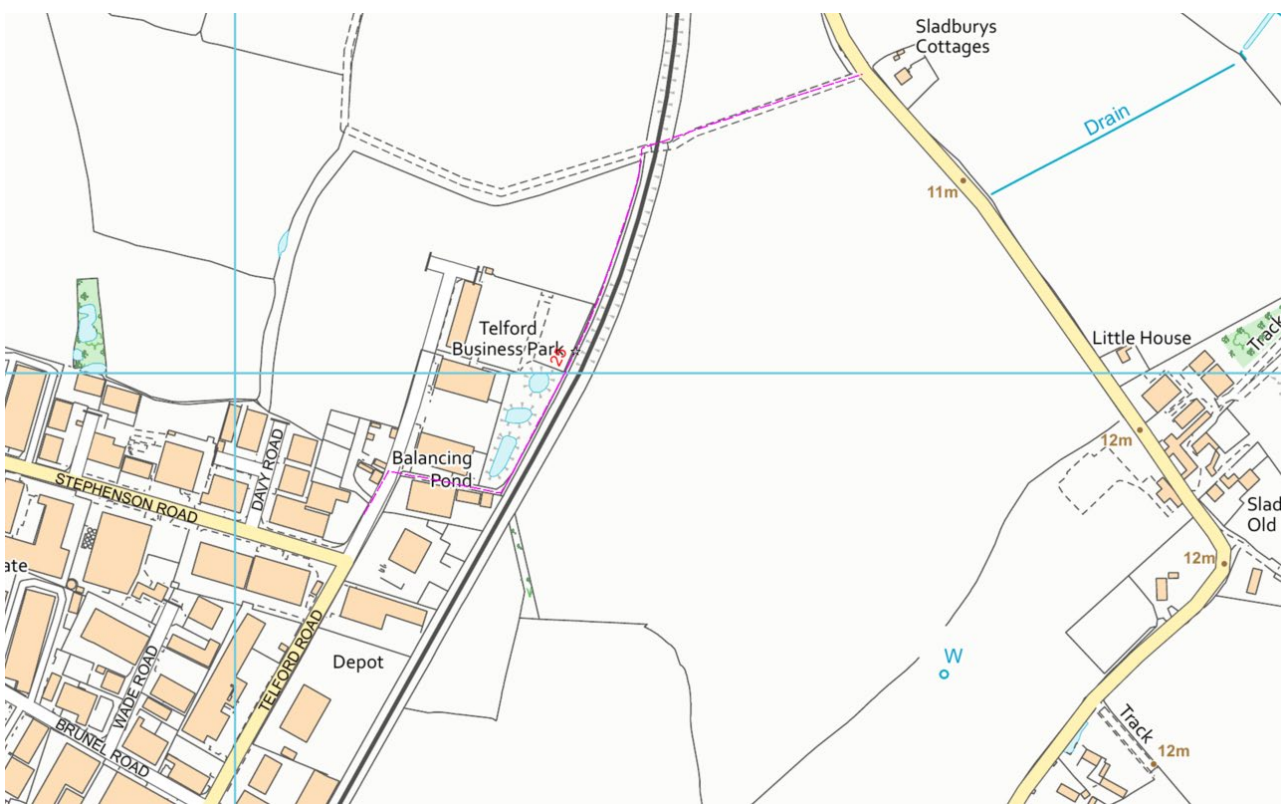 Sladburys
Cottages
Drain
11m
Telford
Business Park
25
Little House
Track
12m
Balancing
Pond
STEPHENSON ROAD
DAVY ROAD
Slad
Old
12m
ate
TELFORD ROAD
WADE ROAD
Depot
W
BRUNEL ROAD
Track
12m